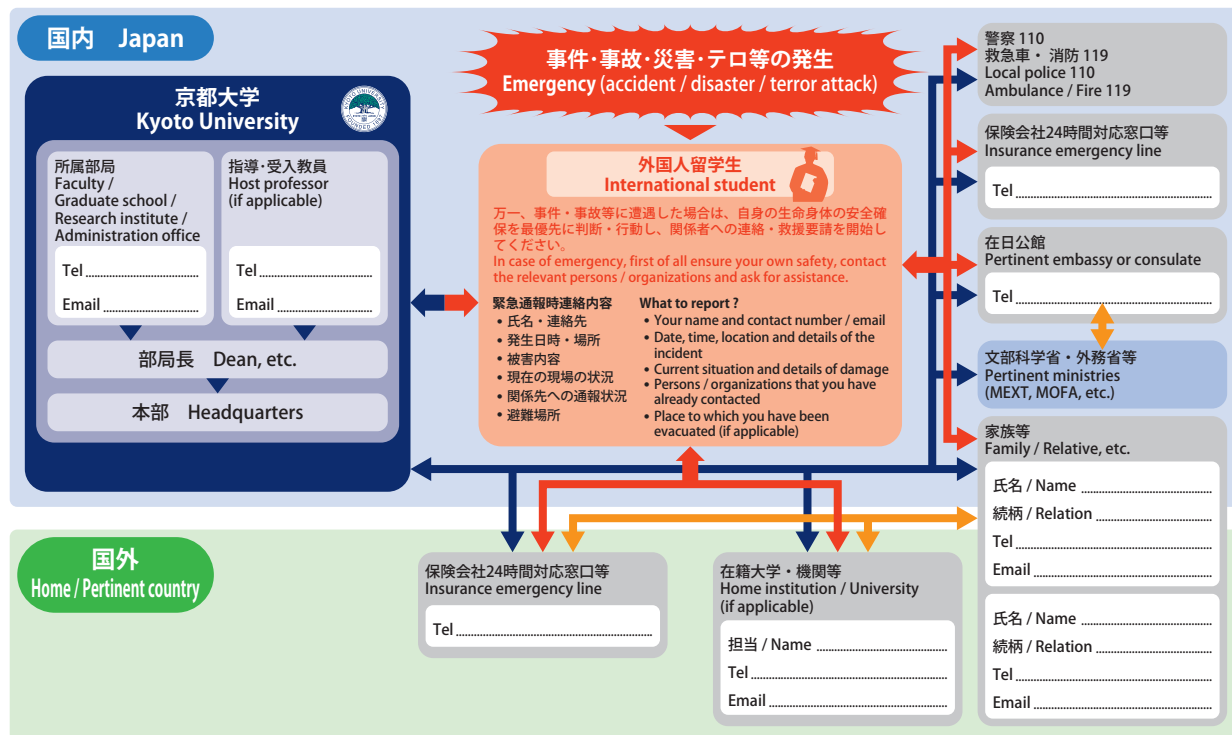 国内 Japan
事件・事故・災害・テロ等の発生
Emergency (accident / disaster / terror attack)
京都大学
Kyoto University
KYOTO UNIVERSITY
FOUNDED 1897
所属部局
Faculty /
Graduate school /
Research institute /
Administration office
Tel
Email
指導・受入教員
Host professor
(if applicable)
Tel
Email
部局長 Dean, etc.
本部 Headquarters
外国人留学生
International student
万一、事件・事故等に遭遇した場合は、自身の生命身体の安全確
保を最優先に判断・行動し、関係者への連絡・救援要請を開始し
てください。
In case of emergency, first of all ensure your own safety, contact
the relevant persons / organizations and ask for assistance.
緊急通報時連絡内容
• 氏名・連絡先
• 発生日時・場所
• 被害内容
• 現在の現場の状況
• 関係先への通報状況
• 避難場所
What to report ?
• Your name and contact number / email
• Date, time, location and details of the
incident
• Current situation and details of damage
• Persons / organizations that you have
already contacted
• Place to which you have been
evacuated (if applicable)
警察 110
救急車・ 消防 119
Local police 110
Ambulance / Fire 119
保険会社24時間対応窓口等
Insurance emergency line
Tel
在日公館
Pertinent embassy or consulate
Tel
文部科学省・外務省等
Pertinent ministries
(MEXT, MOFA, etc.)
家族等
Family / Relative, etc.
氏名 / Name
続柄 / Relation
Tel
Email
氏名 / Name
続柄 / Relation
Tel
Email
国外
Home / Pertinent country
保険会社24時間対応窓口等
Insurance emergency line
Tel
在籍大学・機関等
Home institution / University
(if applicable)
担当 / Name
Tel
Email